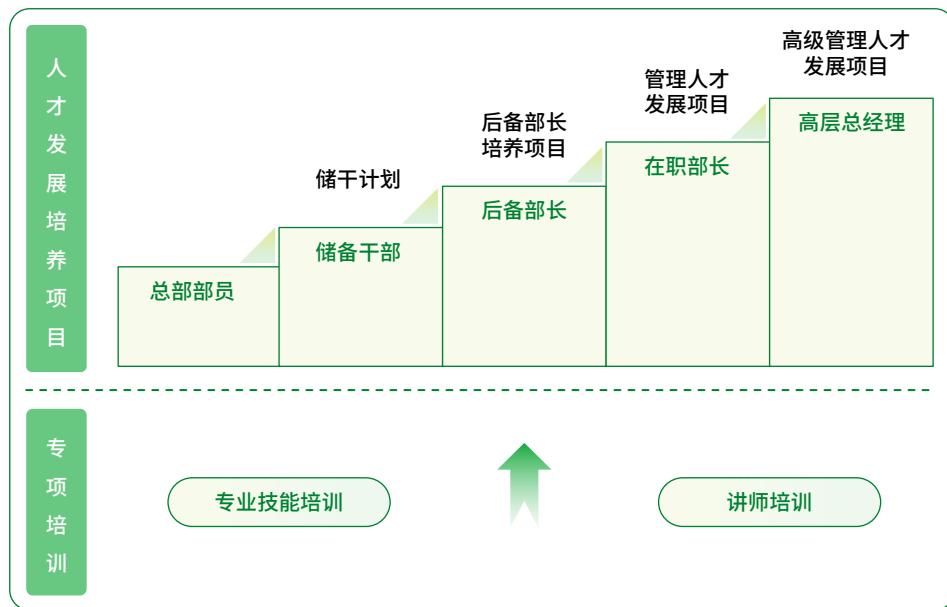 人才发展培养项目
高级管理人才
发展项目
管理人才
发展项目
高层总经理
后备部长
培养项目
在职部长
储干计划
后备部长
储备干部
总部部员
专项培训
专业技能培训
讲师培训